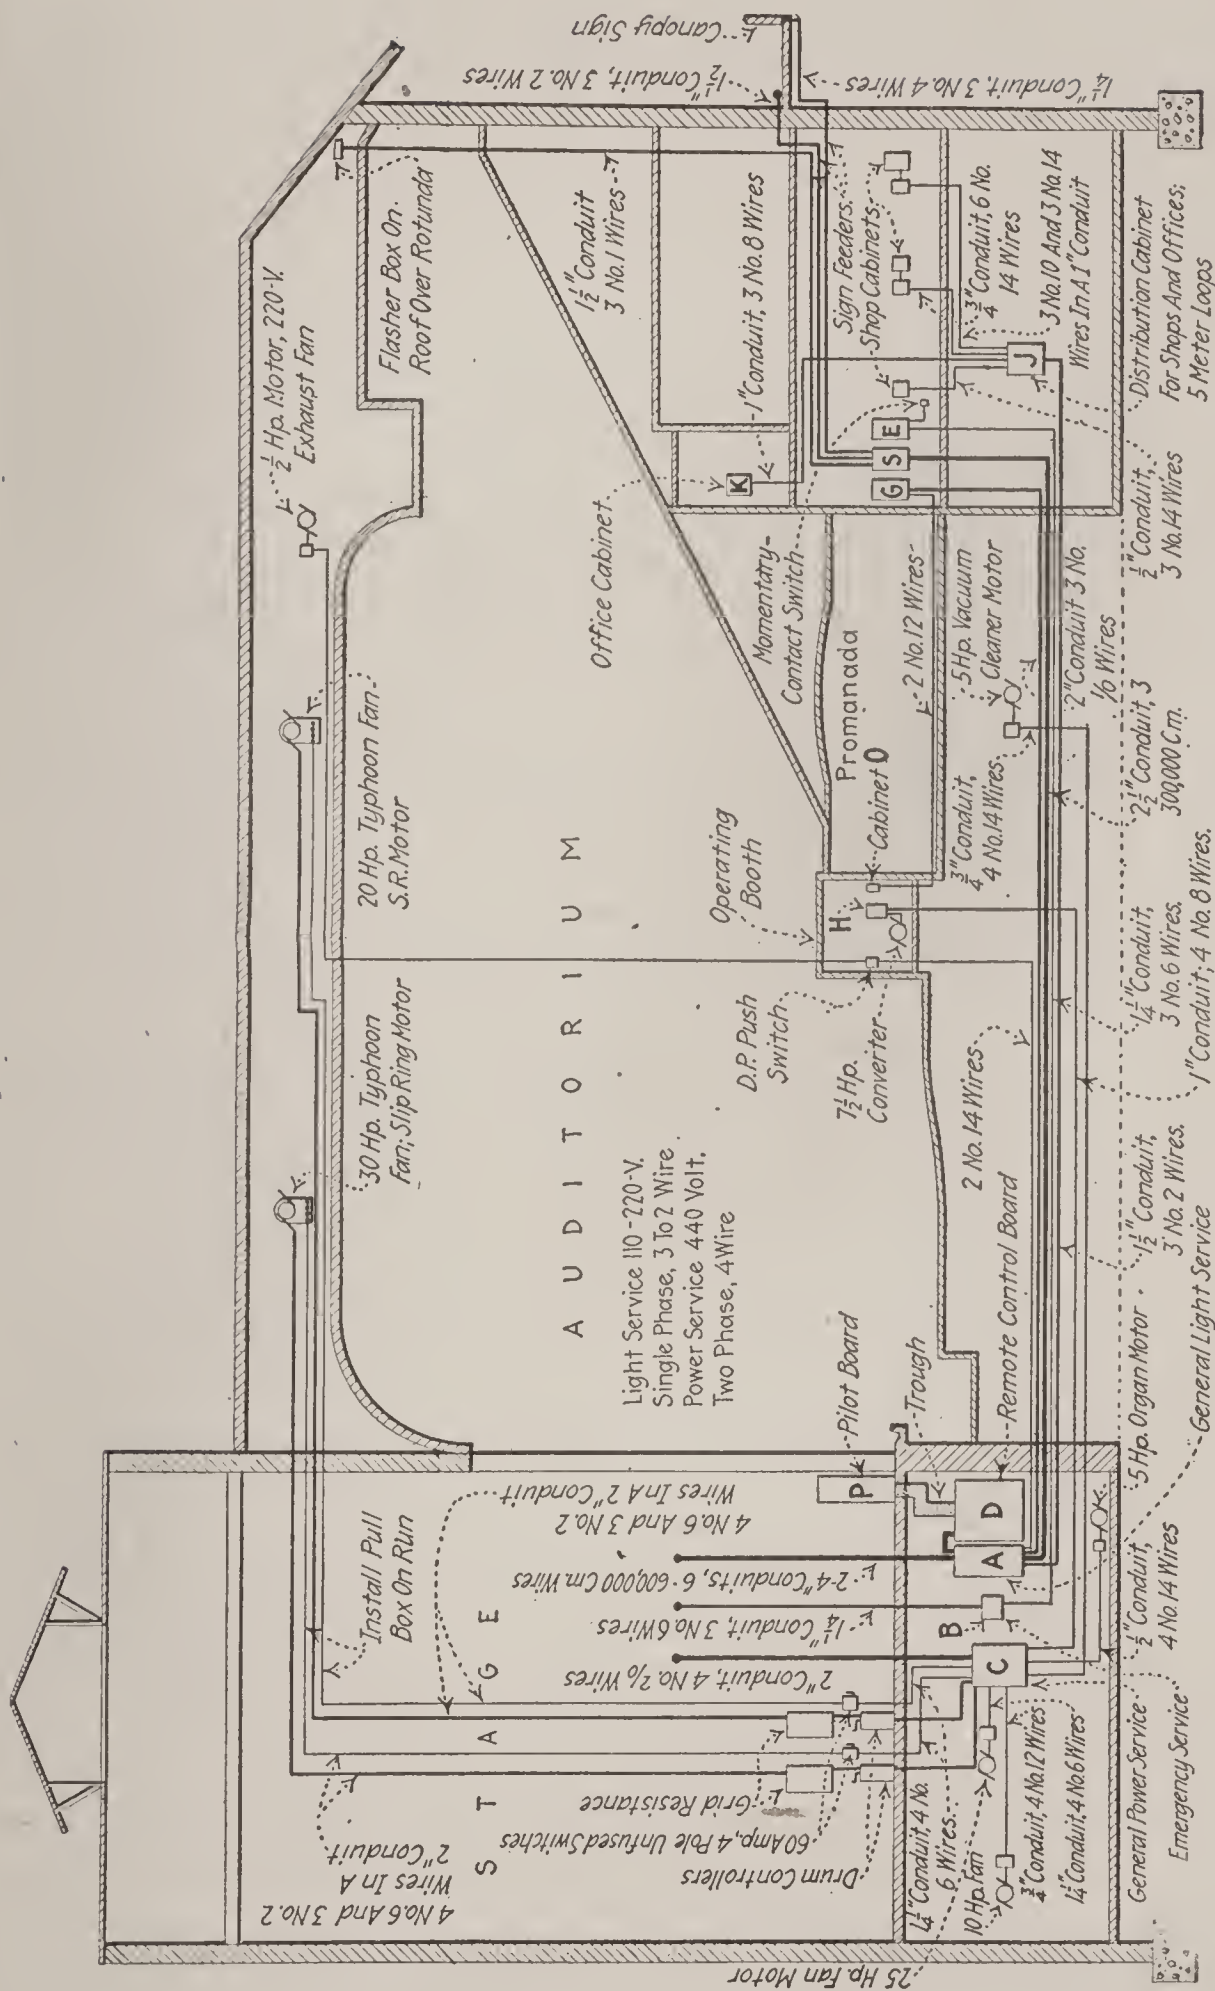 Canopy Sign
1½" Conduit, 3 No. 2 Wires
1¼" Conduit, 3 No. 4 Wires
½ Hp. Motor, 220-V.
Exhaust Fan
Flasher Box On
Roof Over Rotunda
1½" Conduit
3 No. 1 Wires
1" Conduit, 3 No. 8 Wires
Sign Feeders
Shop Cabinets
¾" Conduit, 6 No.
14 Wires
3 No. 10 And 3 No. 14
Wires In A 1" Conduit
Distribution Cabinet
For Shops And Offices;
5 Meter Loops
J
E
S
G
K
Office Cabinet
Momentary-
Contact Switch
½" Conduit,
3 No. 14 Wires
Promanada
2 No. 12 Wires
5 Hp. Vacuum
Cleaner Motor
2" Conduit 3 No.
1/0 Wires
20 Hp. Typhoon Fan
S.R. Motor
Operating
Booth
Cabinet O
H
¾" Conduit,
4 No. 14 Wires
2½" Conduit, 3
300,000 Cm.
1¼" Conduit,
3 No. 6 Wires.
1" Conduit; 4 No. 8 Wires.
30 Hp. Typhoon
Fan; Slip Ring Motor
AUDITORIUM
Light Service 110-220-V.
Single Phase, 3 To 2 Wire
Power Service 440 Volt,
Two Phase, 4 Wire
D.P. Push
Switch
7½ Hp.
Converter
2 No. 14 Wires
1½" Conduit,
3 No. 2 Wires.
General Light Service
Pilot Board
Trough
Remote Control Board
5 Hp. Organ Motor
P
D
A
B
C
Install Pull
Box On Run
STAGE
4 No. 6 And 3 No. 2
Wires In A 2" Conduit
2-4" Conduits, 6-600,000 Cm. Wires
1¼" Conduit, 3 No. 6 Wires
2" Conduit, 4 No. 2/0 Wires
½" Conduit,
4 No. 14 Wires
4 No. 6 And 3 No. 2
Wires In A
2" Conduit
Grid Resistance
60 Amp., 4 Pole Unfused Switches
Drum Controllers
1¼" Conduit, 4 No.
6 Wires
10 Hp. Fan
¾" Conduit, 4 No. 12 Wires
1¼" Conduit, 4 No. 6 Wires
General Power Service
Emergency Service
25 Hp. Fan Motor